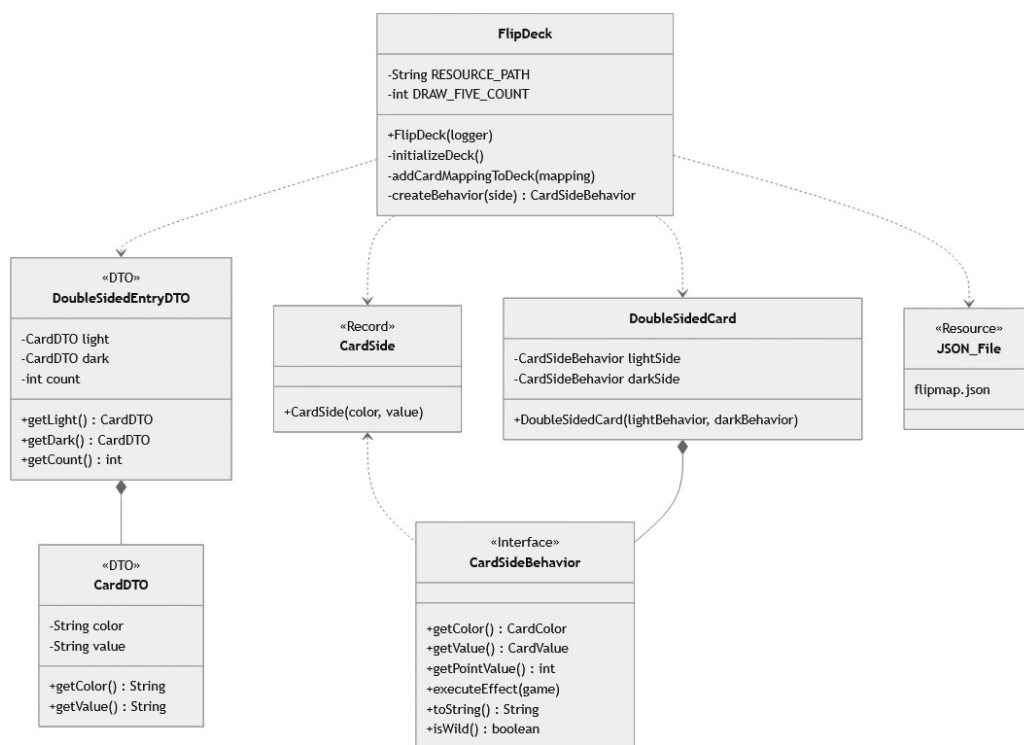 FlipDeck
-String RESOURCE_PATH
-int DRAW_FIVE_COUNT
+FlipDeck(logger)
-initializeDeck()
-addCardMappingToDeck(mapping)
-createBehavior(side) : CardSideBehavior
«DTO»
DoubleSidedEntryDTO
-CardDTO light
-CardDTO dark
-int count
+getLight() : CardDTO
+getDark() : CardDTO
+getCount() : int
«Record»
CardSide
+CardSide(color, value)
DoubleSidedCard
-CardSideBehavior lightSide
-CardSideBehavior darkSide
+DoubleSidedCard(lightBehavior, darkBehavior)
«Resource»
JSON_File
flipmap.json
«DTO»
CardDTO
-String color
-String value
+getColor() : String
+getValue() : String
«Interface»
CardSideBehavior
+getColor() : CardColor
+getValue() : CardValue
+getPointValue() : int
+executeEffect(game)
+toString() : String
+isWild() : boolean